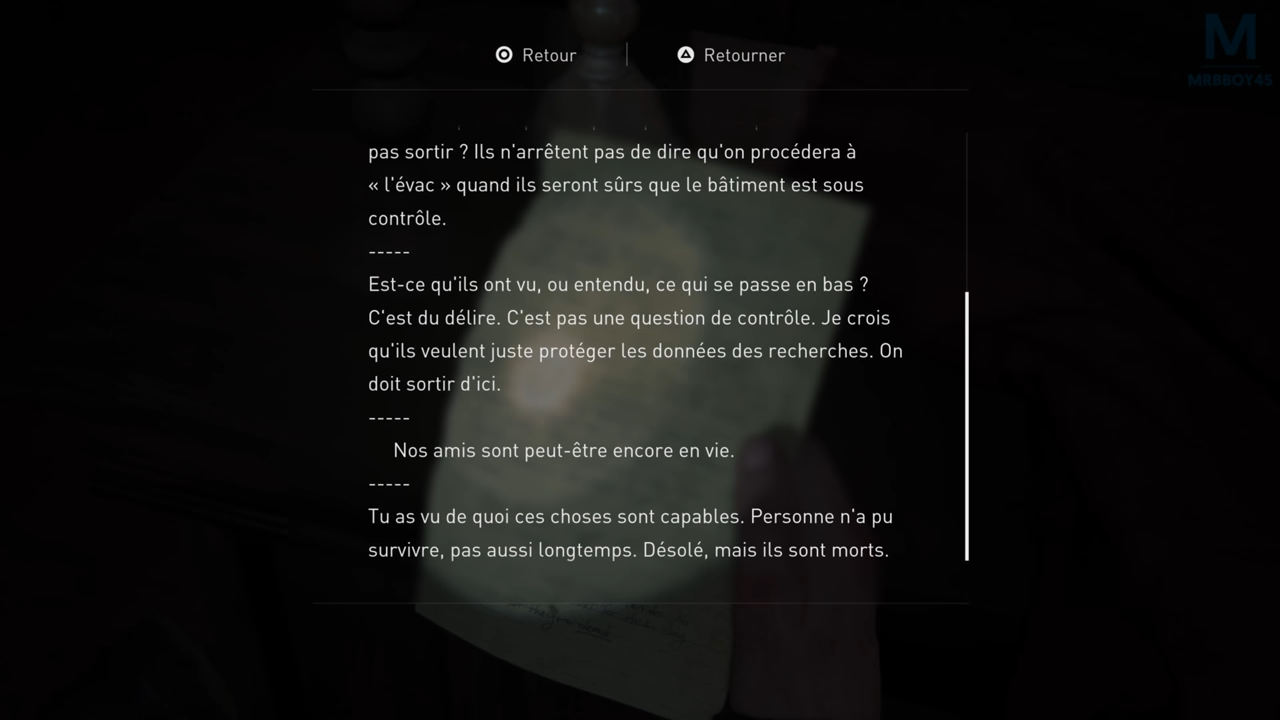 Retour | Retourner
M
MRBBOY45
pas sortir ? Ils n'arrêtent pas de dire qu'on procédera à
« l'évac » quand ils seront sûrs que le bâtiment est sous
contrôle.
-----
Est-ce qu'ils ont vu, ou entendu, ce qui se passe en bas ?
C'est du délire. C'est pas une question de contrôle. Je crois
qu'ils veulent juste protéger les données des recherches. On
doit sortir d'ici.
-----
Nos amis sont peut-être encore en vie.
-----
Tu as vu de quoi ces choses sont capables. Personne n'a pu
survivre, pas aussi longtemps. Désolé, mais ils sont morts.